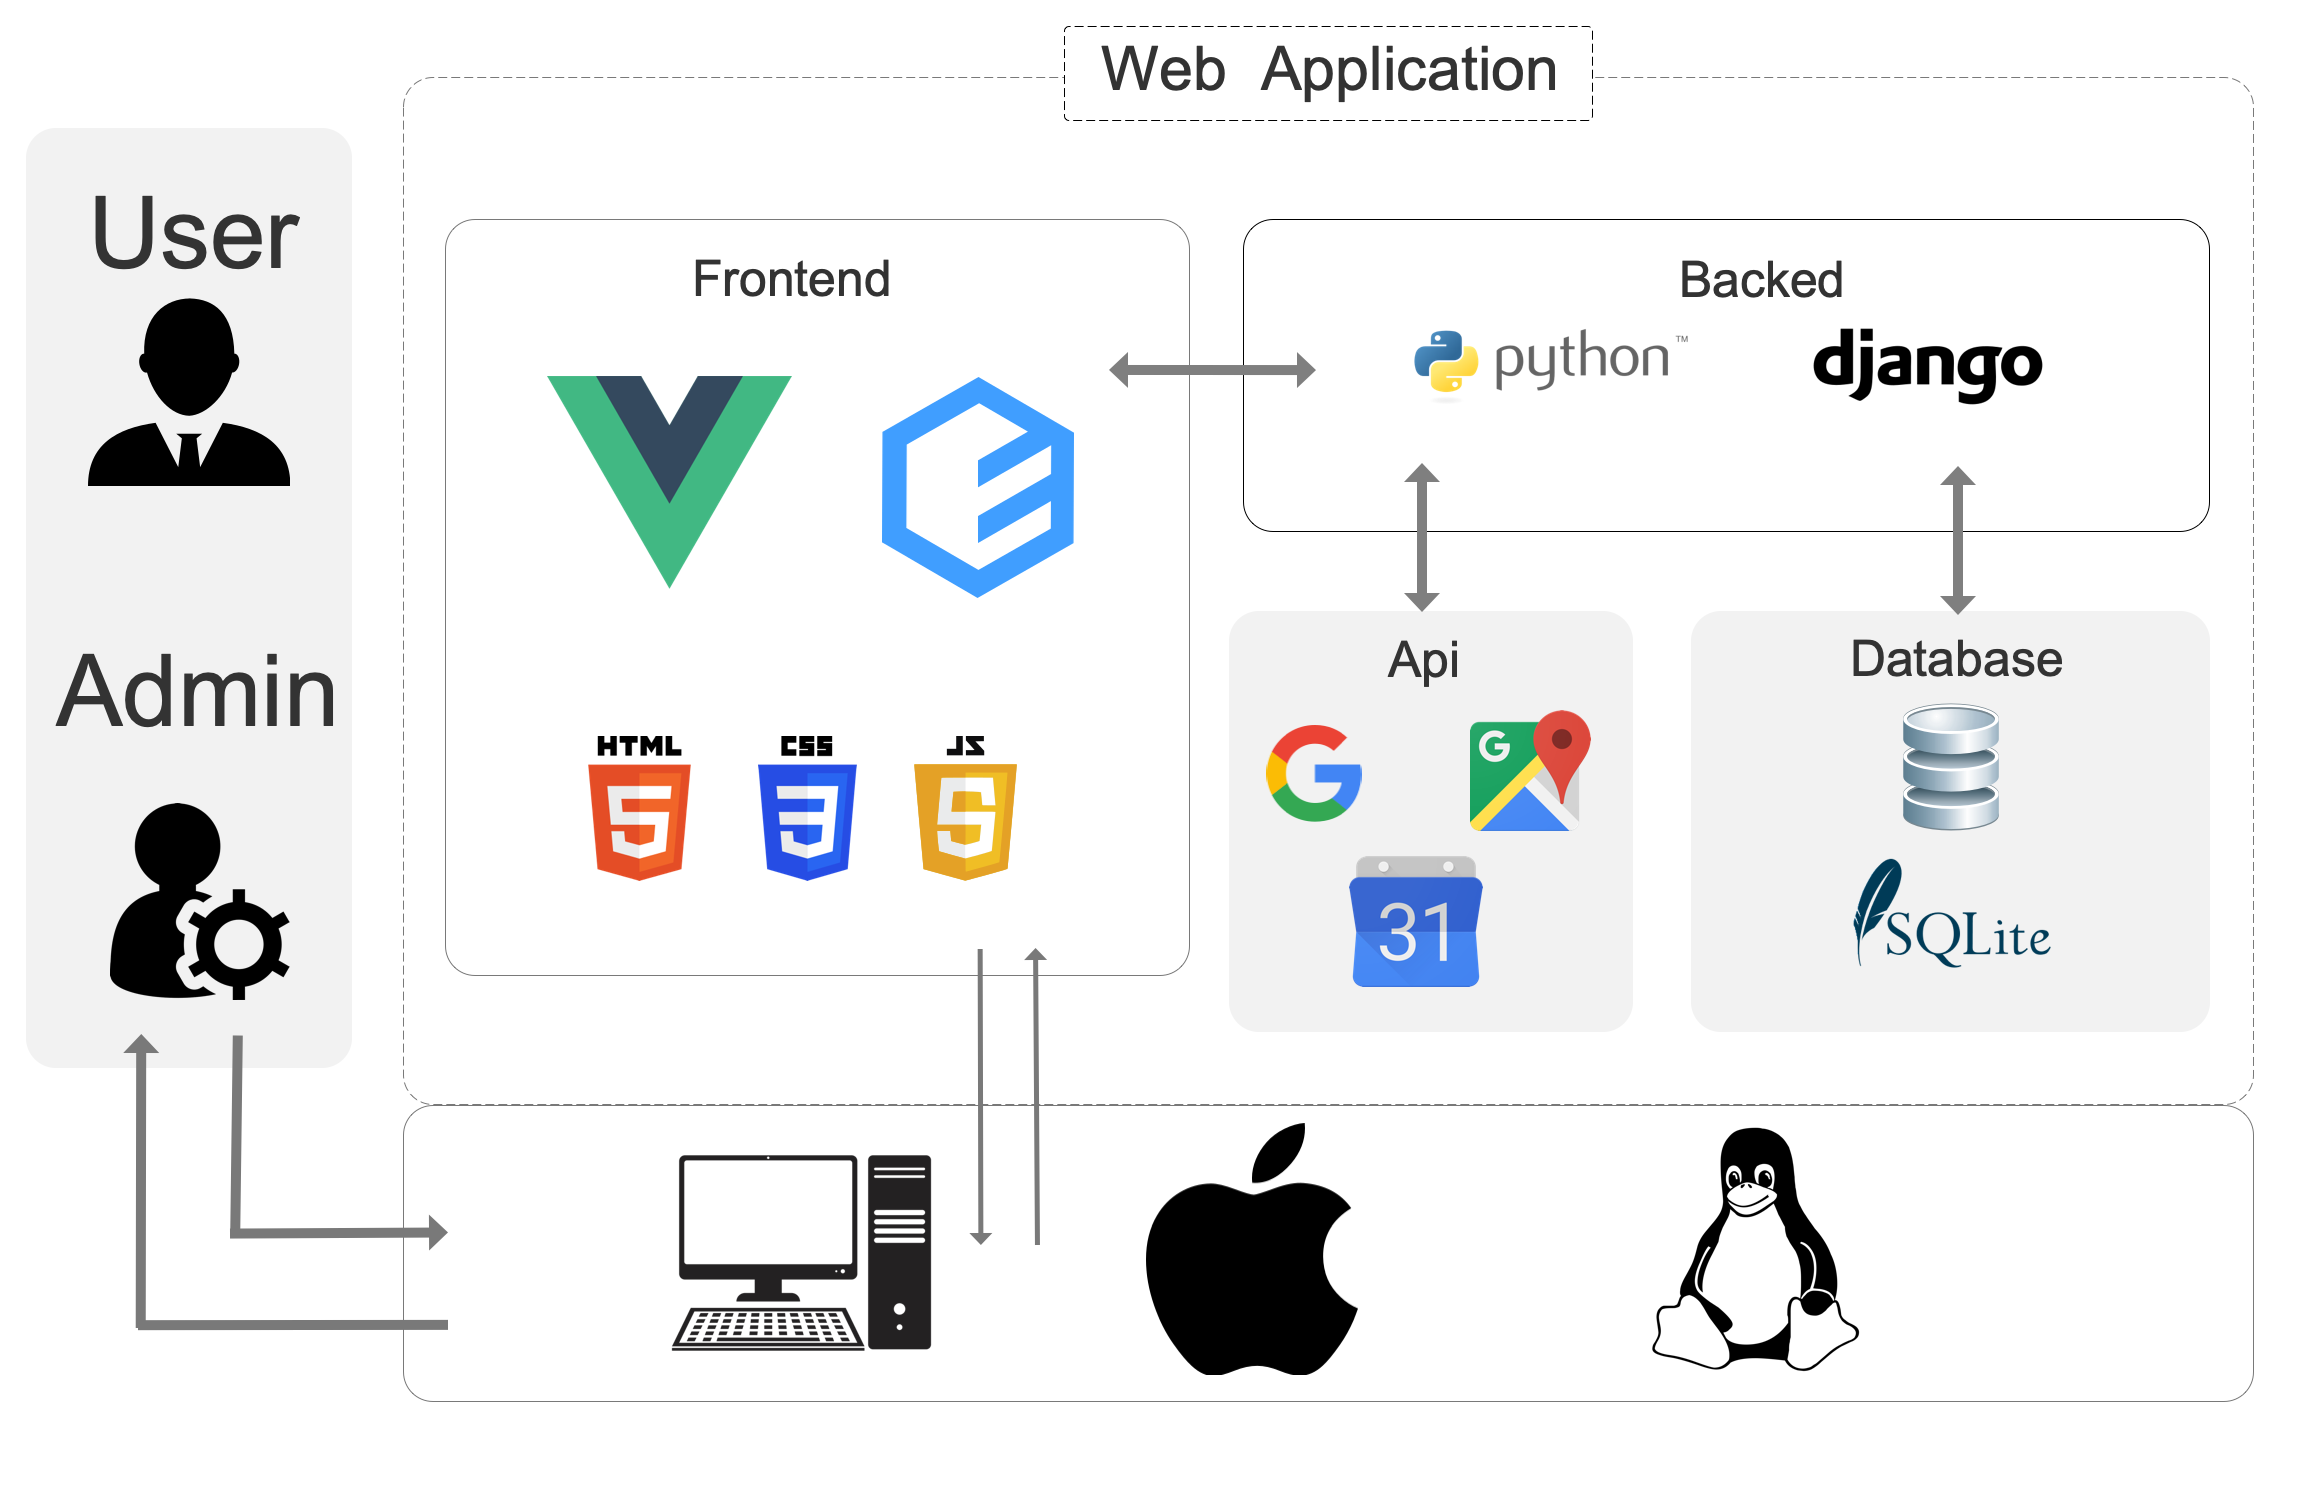 Web Application
User
Frontend
Backed
python™
django
Admin
Api
Database
HTML
CSS
JS
31
SQLite